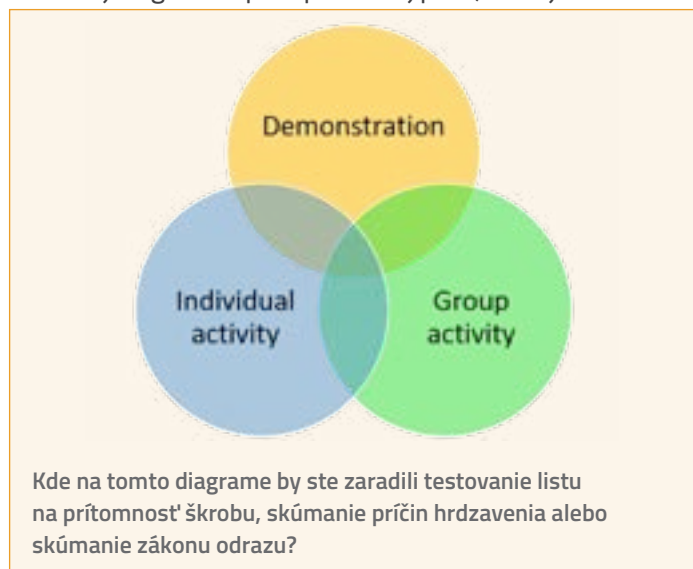 Demonstration
Individual
activity
Group
activity
Kde na tomto diagrame by ste zaradili testovanie listu
na prítomnosť škrobu, skúmanie príčin hrdzavenia alebo
skúmanie zákonu odrazu?